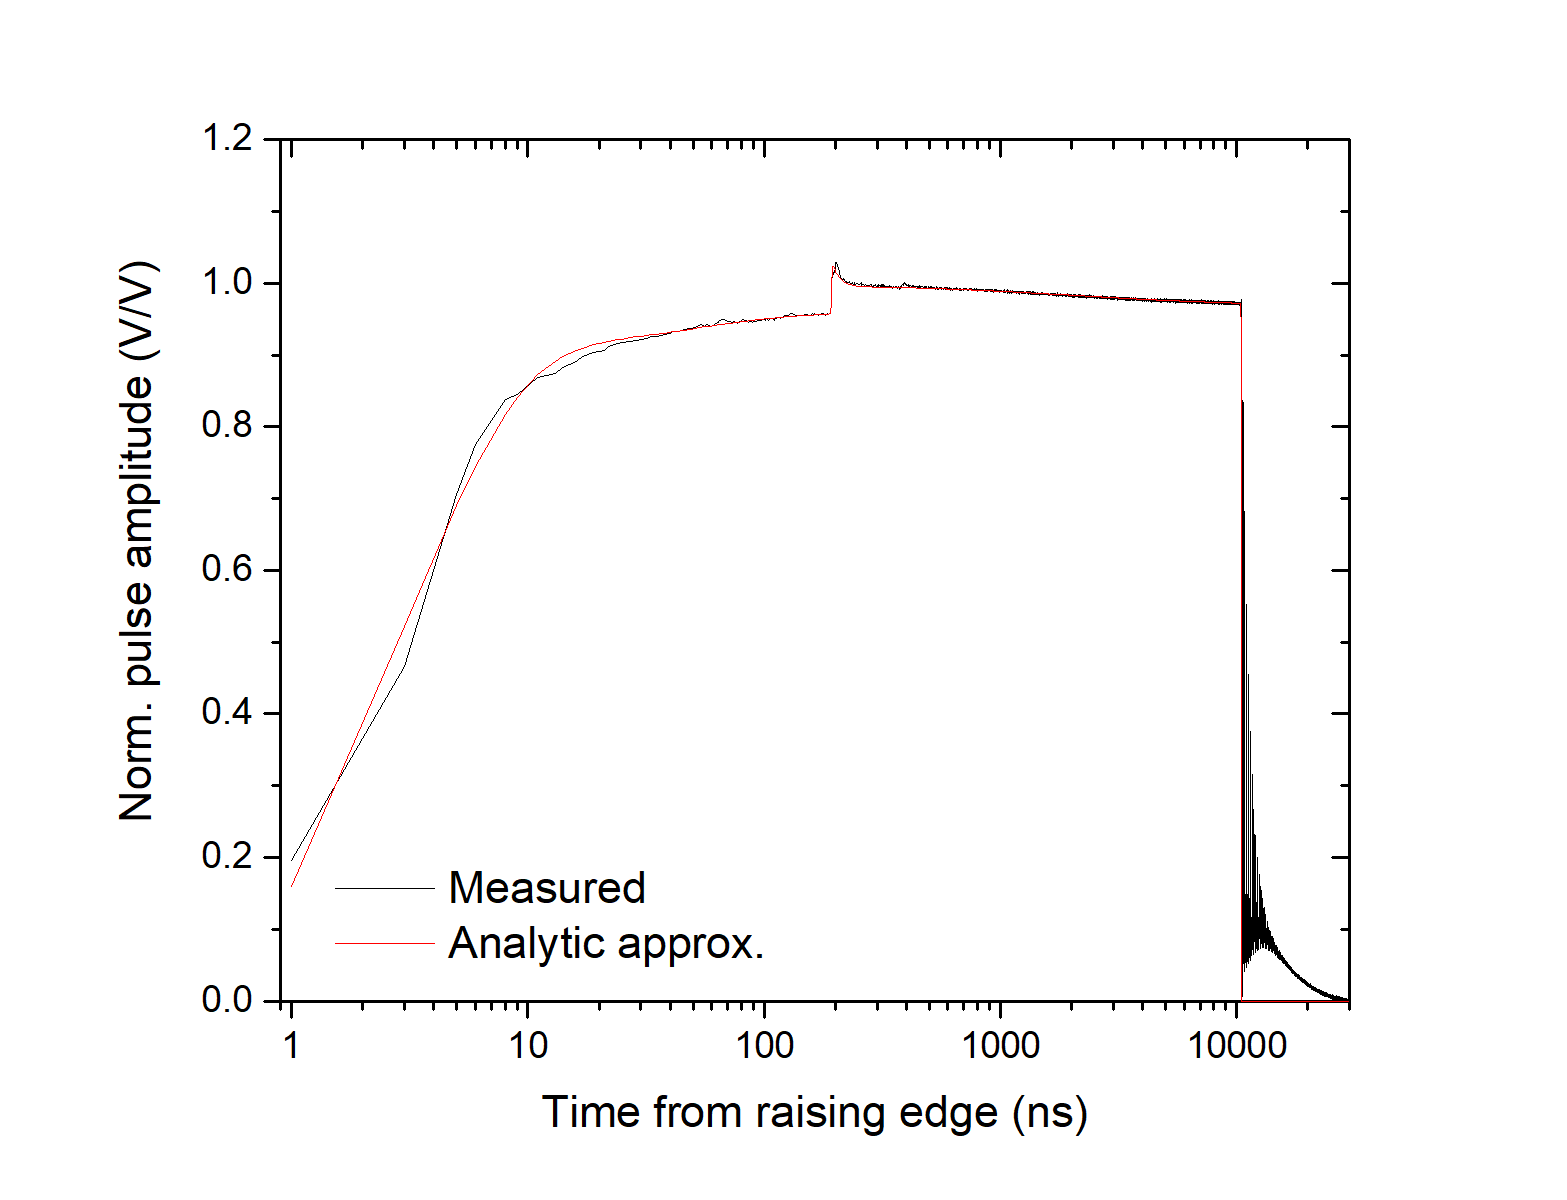 Norm. pulse amplitude (V/V)
1.2
1.0
0.8
0.6
0.4
0.2
0.0
Measured
Analytic approx.
1 10 100 1000 10000
Time from raising edge (ns)